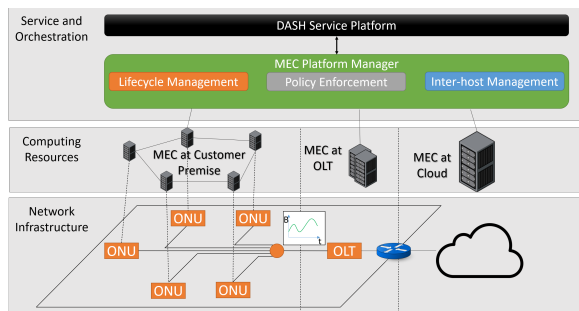 Service and
Orchestration
DASH Service Platform
MEC Platform Manager
Lifecycle Management
Policy Enforcement
Inter-host Management
Computing
Resources
MEC at Customer
Premise
MEC at
OLT
MEC at
Cloud
Network
Infrastructure
ONU
ONU
B
t
ONU
OLT
ONU
ONU